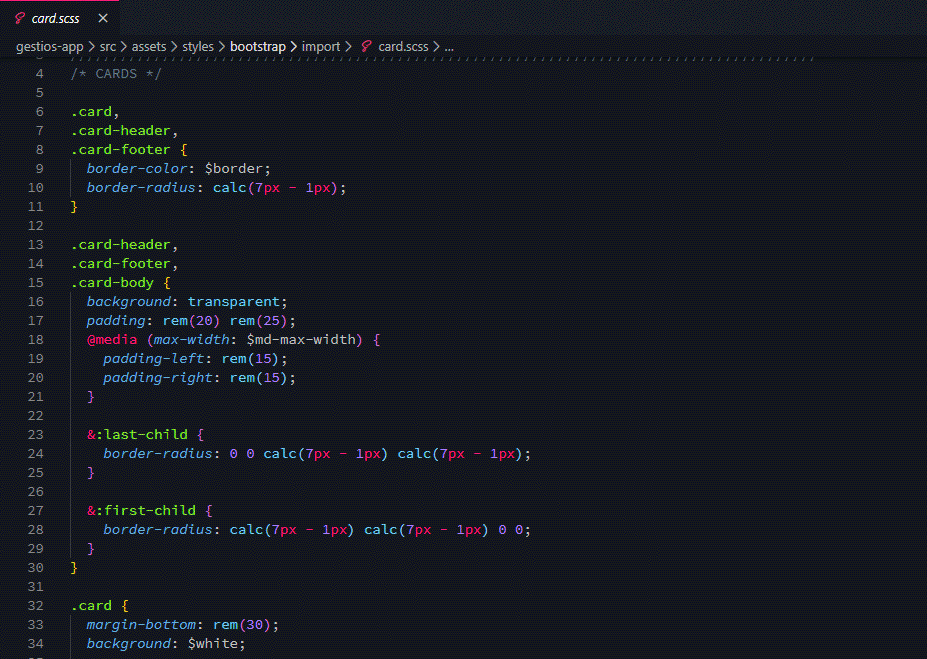 card.scss
gestios-app > src > assets > styles > bootstrap > import > card.scss > ...
4 /* CARDS */
5
6 .card,
7 .card-header,
8 .card-footer {
9 border-color: $border;
10 border-radius: calc(7px - 1px);
11 }
12
13 .card-header,
14 .card-footer,
15 .card-body {
16 background: transparent;
17 padding: rem(20) rem(25);
18 @media (max-width: $md-max-width) {
19 padding-left: rem(15);
20 padding-right: rem(15);
21 }
22
23 &:last-child {
24 border-radius: 0 0 calc(7px - 1px) calc(7px - 1px);
25 }
26
27 &:first-child {
28 border-radius: calc(7px - 1px) calc(7px - 1px) 0 0;
29 }
30 }
31
32 .card {
33 margin-bottom: rem(30);
34 background: $white;